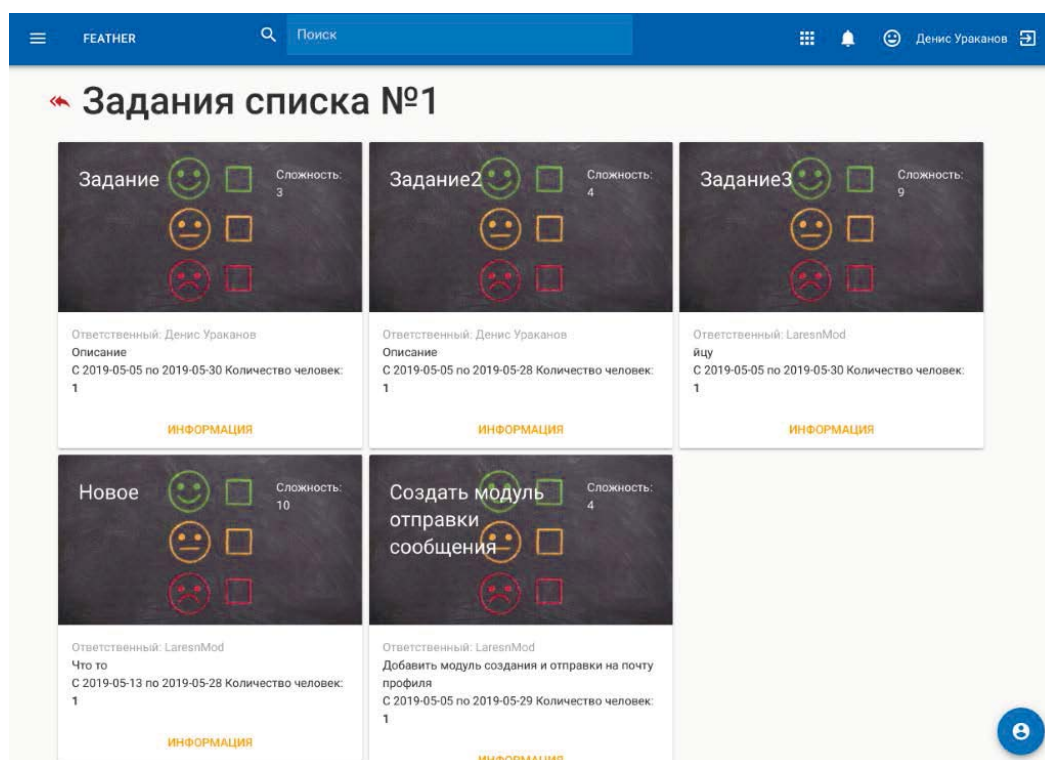 FEATHER
Поиск
Денис Ураканов
Задания списка №1
Задание
Сложность:
3
Ответственный: Денис Ураканов
Описание
С 2019-05-05 по 2019-05-30 Количество человек:
1
ИНФОРМАЦИЯ
Задание2
Сложность:
4
Ответственный: Денис Ураканов
Описание
С 2019-05-05 по 2019-05-28 Количество человек:
1
ИНФОРМАЦИЯ
Задание3
Сложность:
9
Ответственный: LaresnMod
йцу
С 2019-05-05 по 2019-05-30 Количество человек:
1
ИНФОРМАЦИЯ
Новое
Сложность:
10
Ответственный: LaresnMod
Что то
С 2019-05-13 по 2019-05-28 Количество человек:
1
ИНФОРМАЦИЯ
Создать модуль
отправки
сообщения
Сложность:
4
Ответственный: LaresnMod
Добавить модуль создания и отправки на почту
профиля
С 2019-05-05 по 2019-05-29 Количество человек:
1
ИНФОРМАЦИЯ